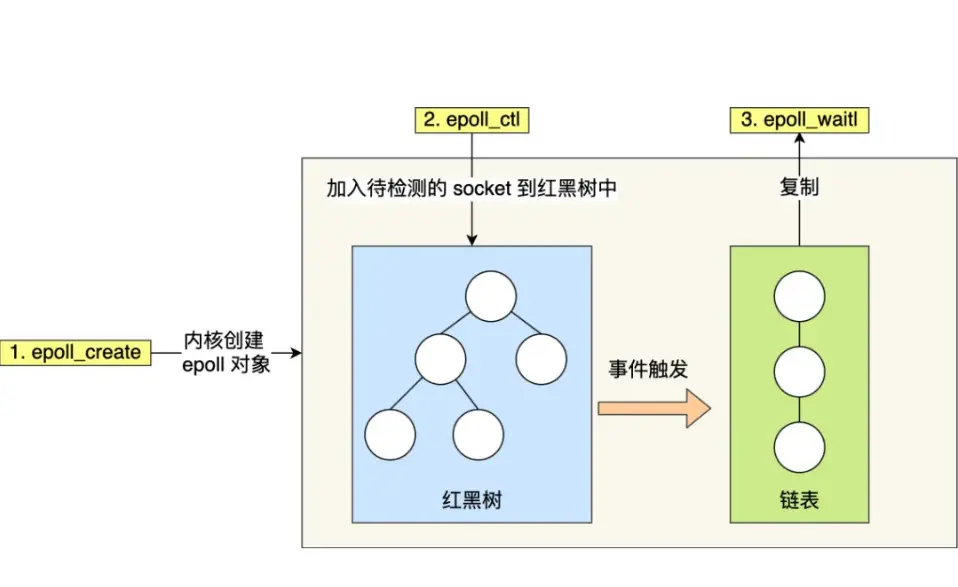 2. epoll_ctl
3. epoll_waitl
加入待检测的 socket 到红黑树中
复制
1. epoll_create
内核创建
epoll 对象
事件触发
红黑树
链表